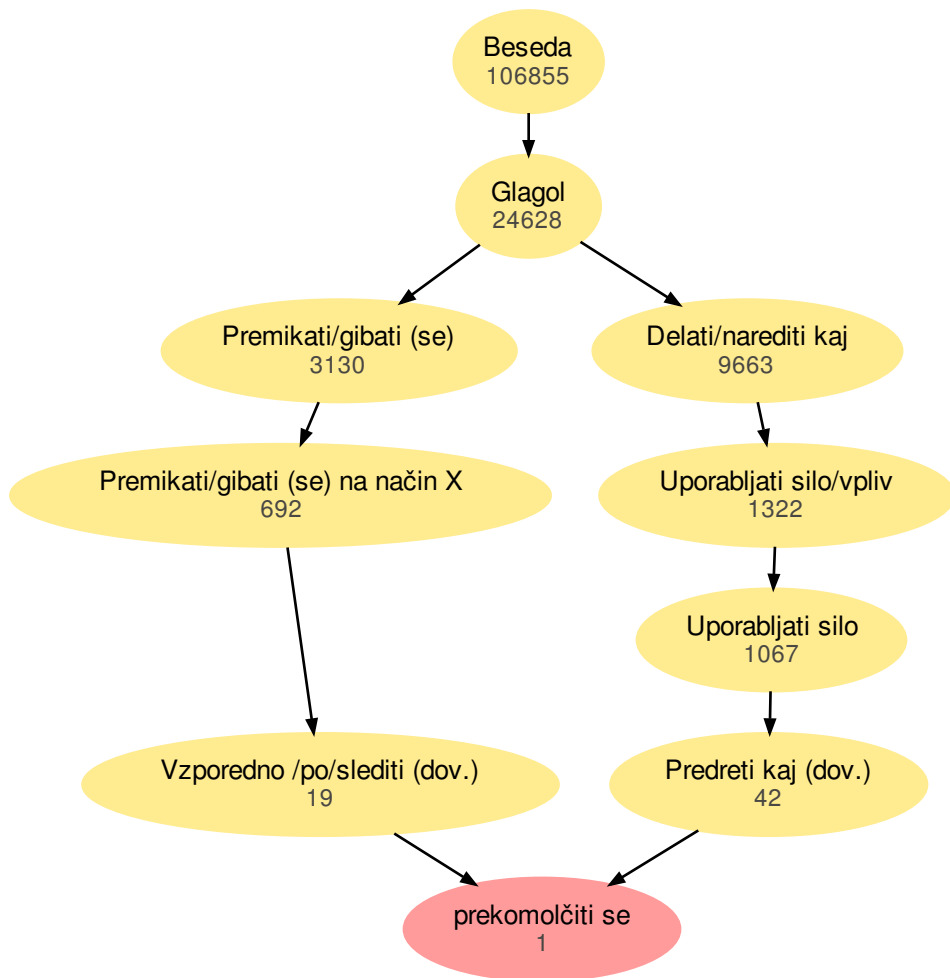 Beseda
106855
Glagol
24628
Premikati/gibati (se)
3130
Delati/narediti kaj
9663
Premikati/gibati (se) na način X
692
Uporabljati silo/vpliv
1322
Uporabljati silo
1067
Vzporedno /po/slediti (dov.)
19
Predreti kaj (dov.)
42
prekomolčiti se
1